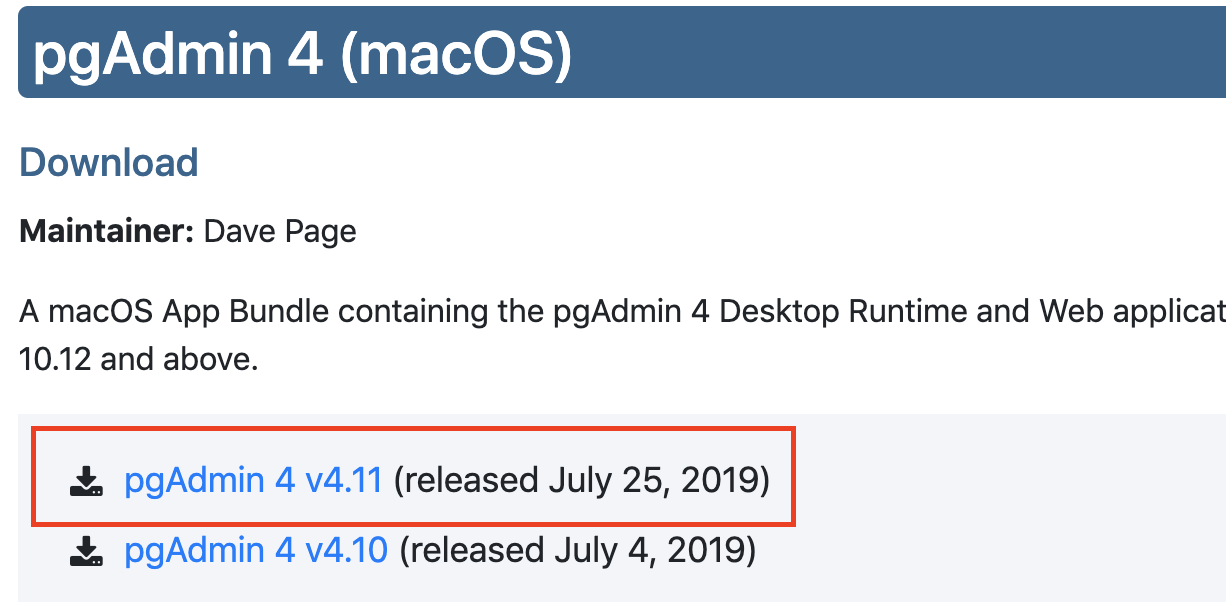 pgAdmin 4 (macOS)
Download
Maintainer: Dave Page
A macOS App Bundle containing the pgAdmin 4 Desktop Runtime and Web applicat
10.12 and above.
pgAdmin 4 v4.11 (released July 25, 2019)
pgAdmin 4 v4.10 (released July 4, 2019)